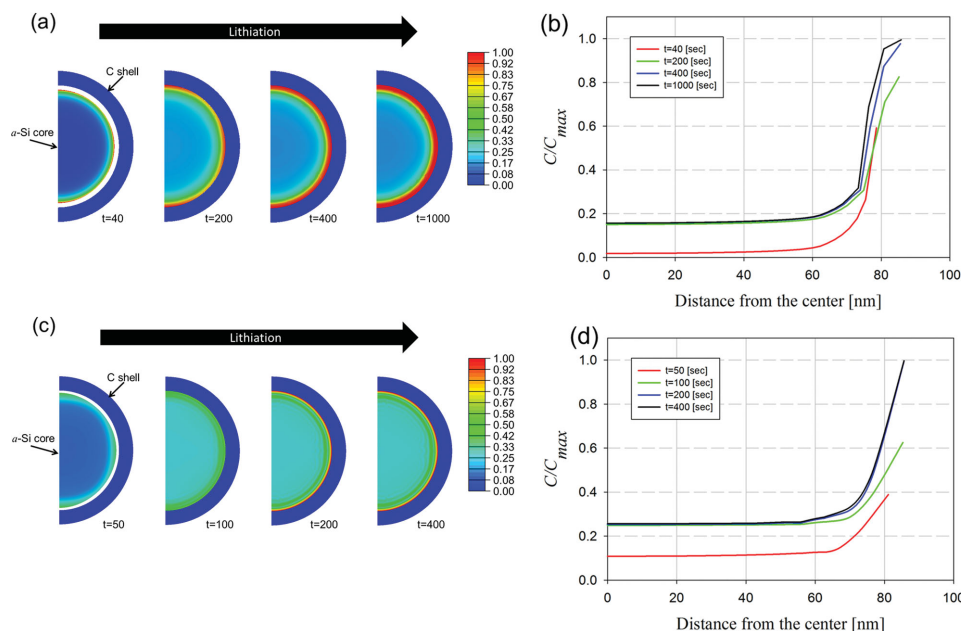 (a)
Lithiation
C shell
a-Si core
t=40
t=200
t=400
t=1000
1.00
0.92
0.83
0.75
0.67
0.58
0.50
0.42
0.33
0.25
0.17
0.08
0.00
(b)
C/Cmax
1.0
0.8
0.6
0.4
0.2
0.0
t=40 [sec]
t=200 [sec]
t=400 [sec]
t=1000 [sec]
0 20 40 60 80 100
Distance from the center [nm]
(c)
Lithiation
C shell
a-Si core
t=50
t=100
t=200
t=400
1.00
0.92
0.83
0.75
0.67
0.58
0.50
0.42
0.33
0.25
0.17
0.08
0.00
(d)
C/Cmax
1.0
0.8
0.6
0.4
0.2
0.0
t=50 [sec]
t=100 [sec]
t=200 [sec]
t=400 [sec]
0 20 40 60 80 100
Distance from the center [nm]